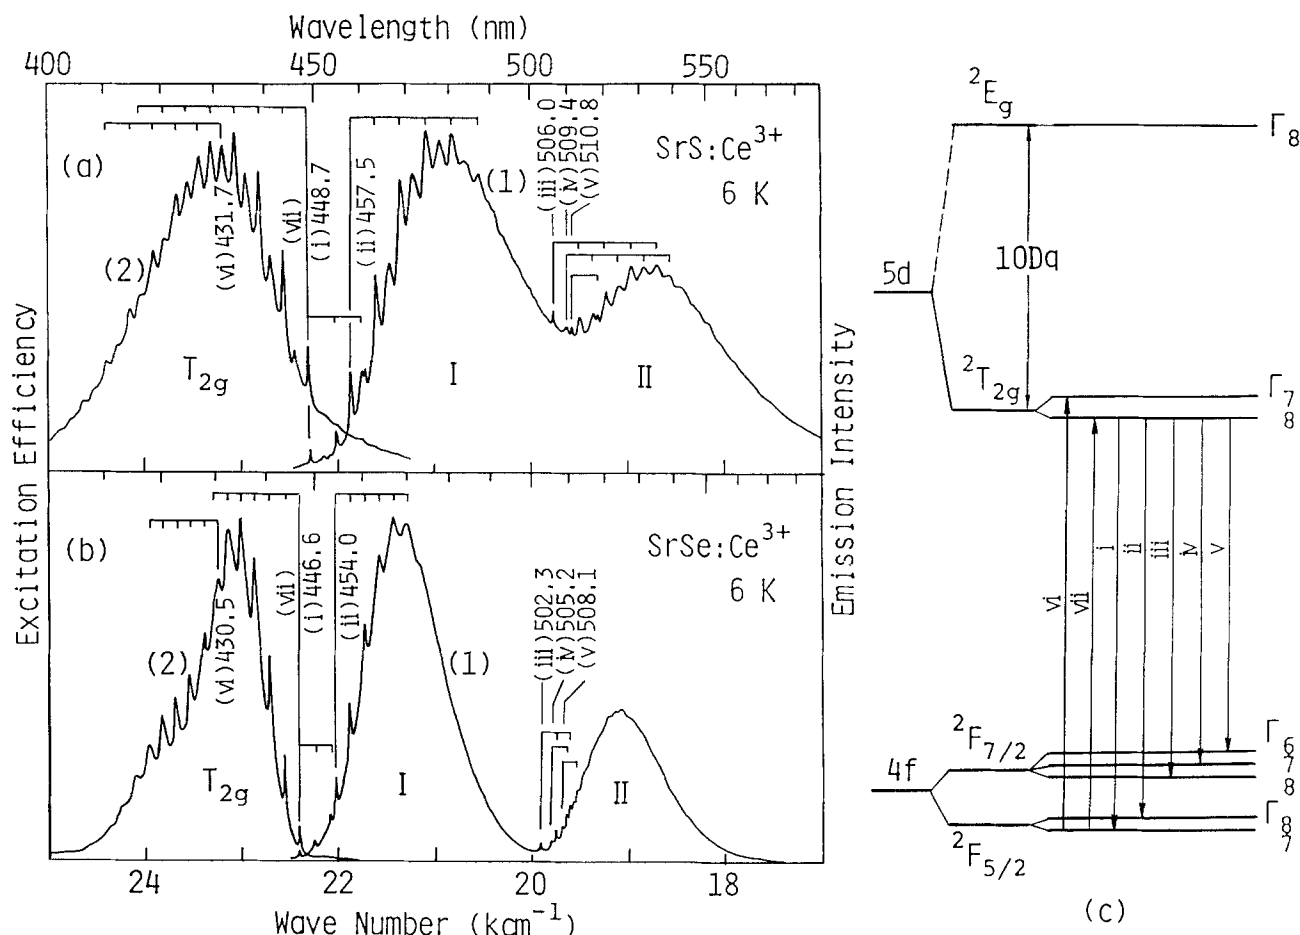 Wavelength (nm)
400
450
500
550
(a)
SrS:Ce³⁺
6 K
(2)
(1)
(vi)431.7
(vii)
(i)448.7
(ii)457.5
(iii)506.0
(iv)509.4
(v)510.8
T₂g
I
II
Excitation Efficiency
Emission Intensity
(b)
SrSe:Ce³⁺
6 K
(2)
(1)
(vi)430.5
(vii)
(i)446.6
(ii)454.0
(iii)502.3
(iv)505.2
(v)508.1
T₂g
I
II
24
22
20
18
Wave Number (kcm⁻¹)
²Eg
Γ₈
5d
10Dq
²T₂g
Γ₇
₈
vi
vii
i
ii
iii
iv
v
²F₇/₂
Γ₆
₇
₈
4f
Γ₈
₇
²F₅/₂
(c)